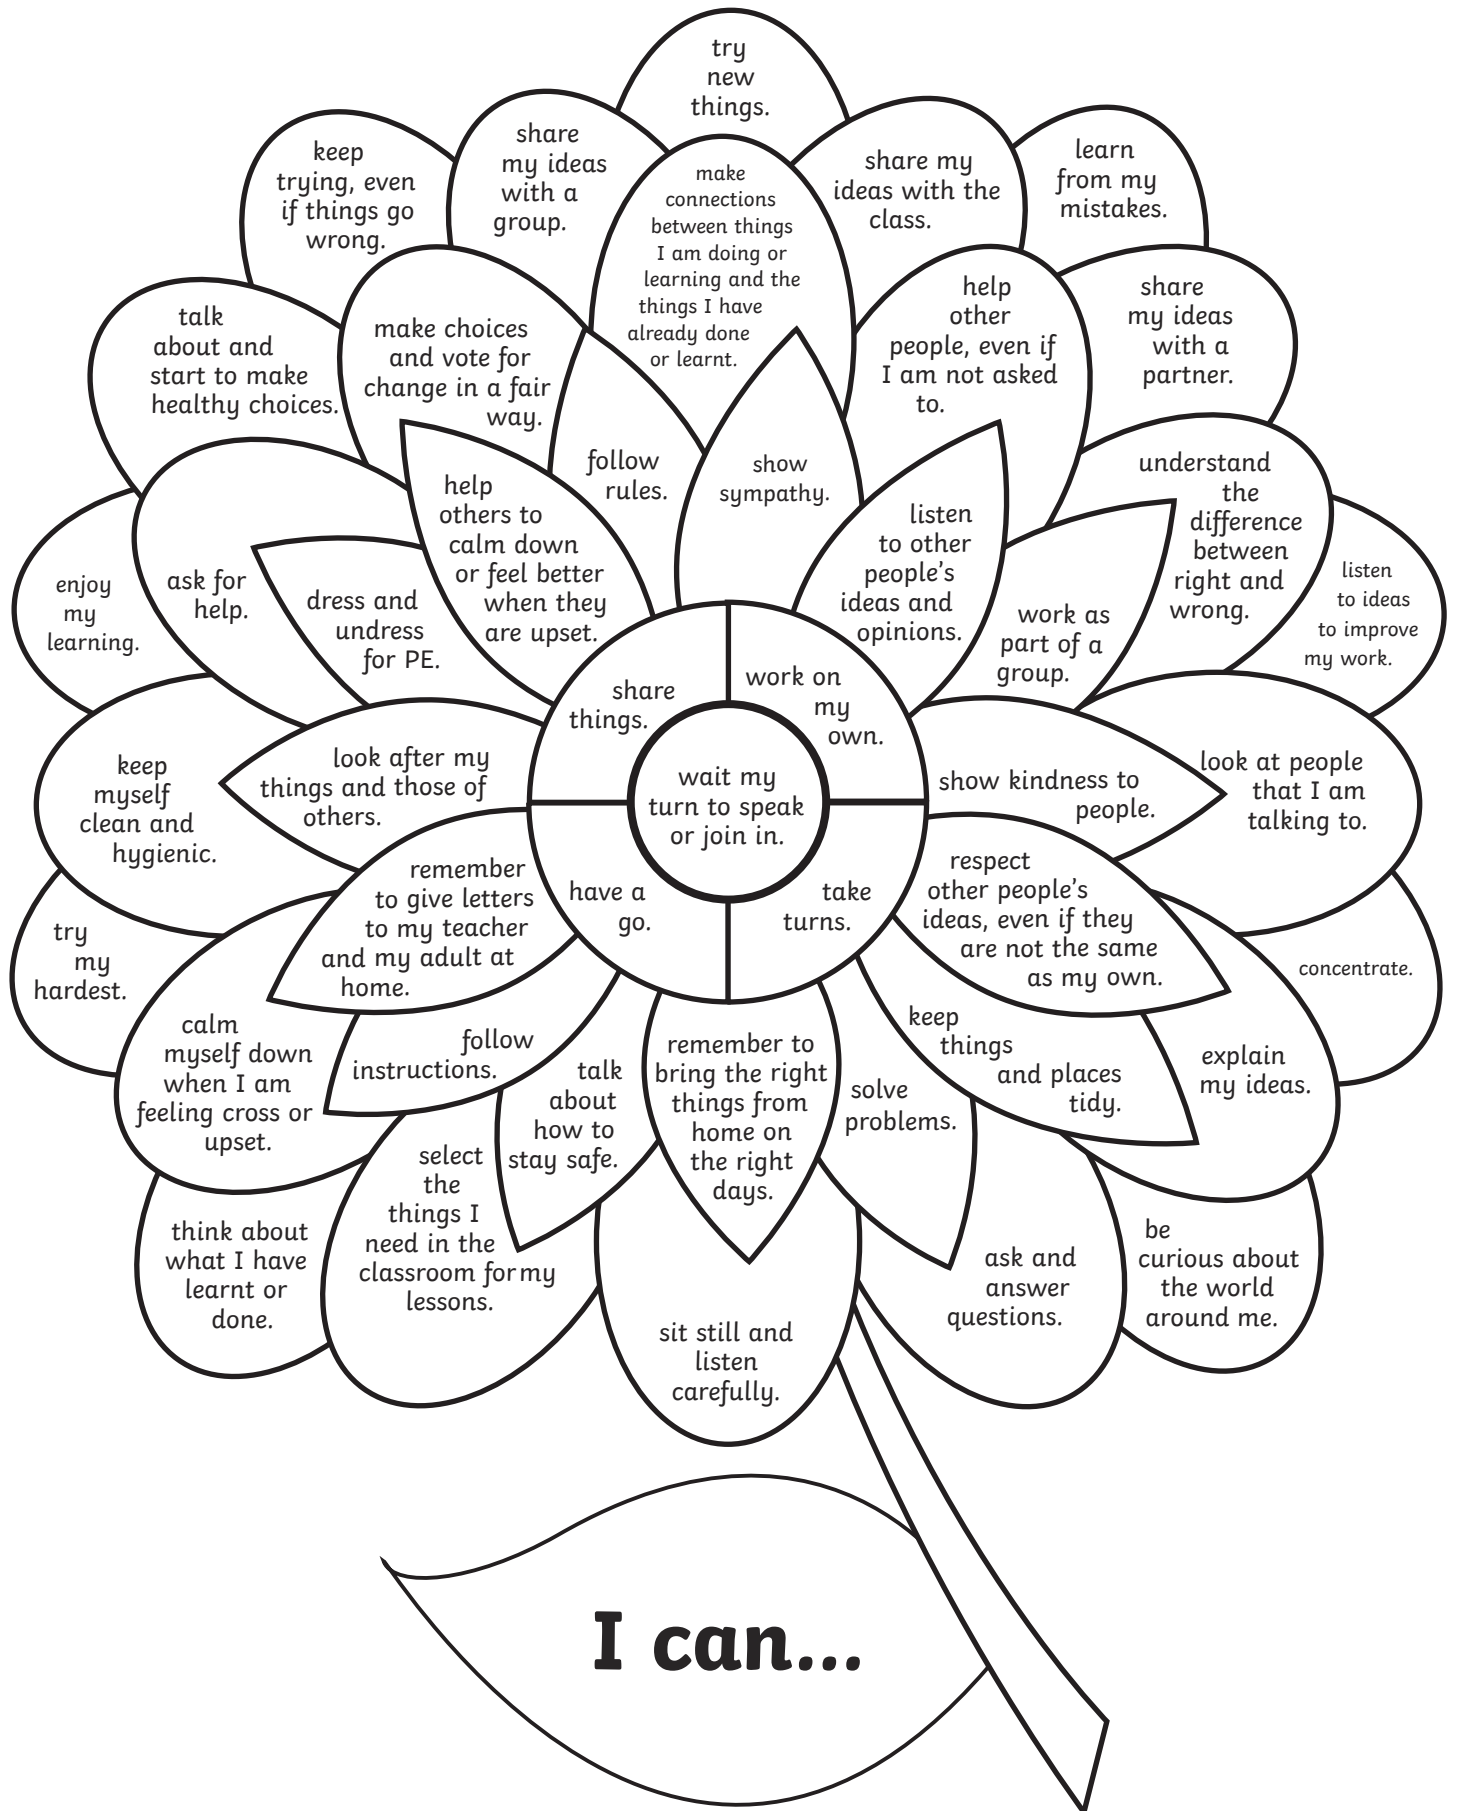 try
new
things.
keep
trying, even
if things go
wrong.
share
my ideas
with a
group.
make
connections
between things
I am doing or
learning and the
things I have
already done
or learnt.
share my
ideas with the
class.
learn
from my
mistakes.
talk
about and
start to make
healthy choices.
make choices
and vote for
change in a fair
way.
help
other
people, even if
I am not asked
to.
share
my ideas
with a
partner.
follow
rules.
show
sympathy.
help
others to
calm down
or feel better
when they
are upset.
listen
to other
people's
ideas and
opinions.
understand
the
difference
between
right and
wrong.
enjoy
my
learning.
ask for
help.
dress and
undress
for PE.
work as
part of a
group.
listen
to ideas
to improve
my work.
share
things.
work on
my
own.
keep
myself
clean and
hygienic.
look after my
things and those of
others.
wait my
turn to speak
or join in.
show kindness to
people.
look at people
that I am
talking to.
remember
to give letters
to my teacher
and my adult at
home.
have a
go.
take
turns.
respect
other people's
ideas, even if they
are not the same
as my own.
try
my
hardest.
concentrate.
calm
myself down
when I am
feeling cross or
upset.
follow
instructions.
talk
about
how to
stay safe.
remember to
bring the right
things from
home on
the right
days.
solve
problems.
keep
things
and places
tidy.
explain
my ideas.
think about
what I have
learnt or
done.
select
the
things I
need in the
classroom for my
lessons.
sit still and
listen
carefully.
ask and
answer
questions.
be
curious about
the world
around me.
I can...